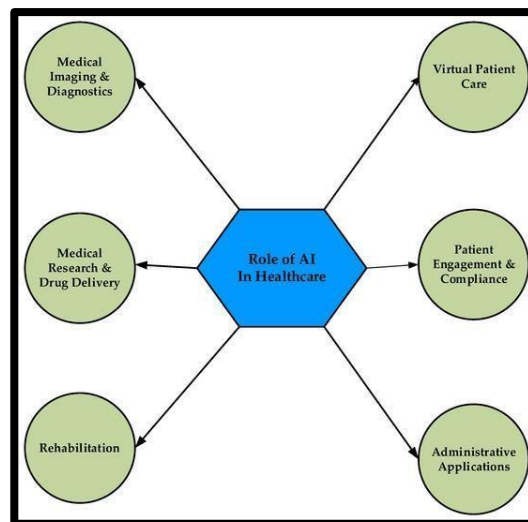 Medical
Imaging &
Diagnostics
Virtual Patient
Care
Medical
Research &
Drug Delivery
Role of AI
In Healthcare
Patient
Engagement &
Compliance
Rehabilitation
Administrative
Applications